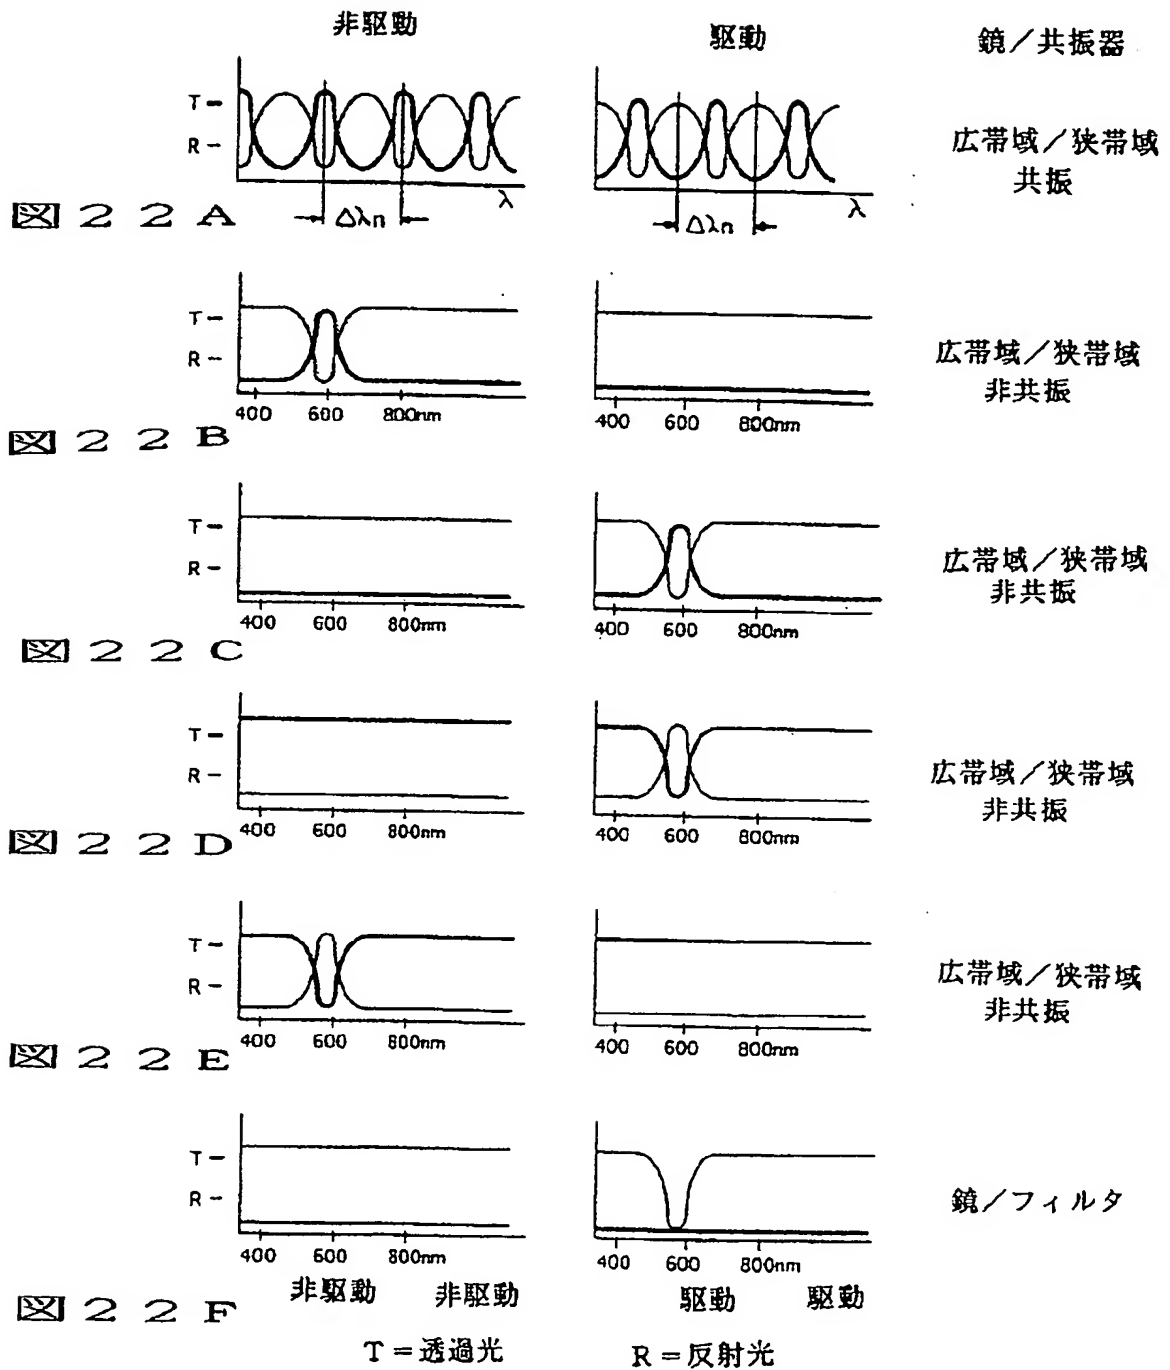 非駆動 駆動 鏡／共振器
T R λ Δλn λ Δλn 広帯域／狭帯域
共振
図２２A
T R 400 600 800nm 400 600 800nm 広帯域／狭帯域
非共振
図２２B
T R 400 600 800nm 400 600 800nm 広帯域／狭帯域
非共振
図２２C
T R 400 600 800nm 400 600 800nm 広帯域／狭帯域
非共振
図２２D
T R 400 600 800nm 400 600 800nm 広帯域／狭帯域
非共振
図２２E
T R 400 600 800nm 400 600 800nm 鏡／フィルタ
図２２F 非駆動 非駆動 駆動 駆動
T＝透過光 R＝反射光